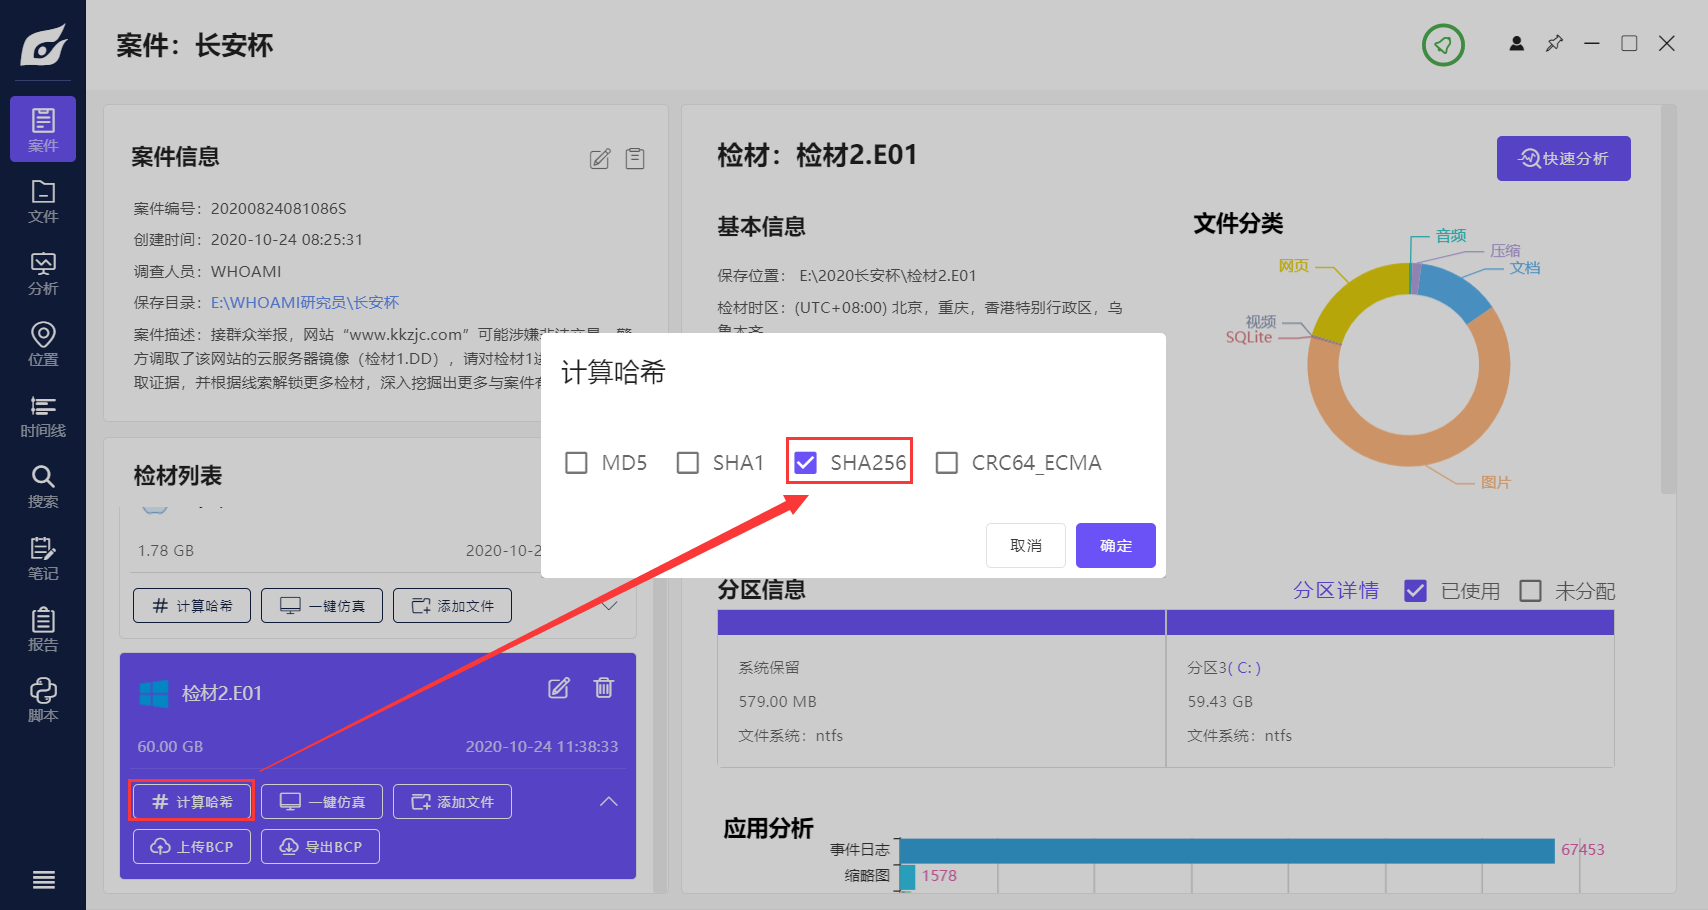 案件：长安杯
案件
文件
分析
位置
时间线
搜索
笔记
报告
脚本
案件信息
案件编号：20200824081086S
创建时间：2020-10-24 08:25:31
调查人员：WHOAMI
保存目录：E:\WHOAMI研究员\长安杯
案件描述：接群众举报，网站“www.kkzjc.com”可能涉嫌非法交易，警
方调取了该网站的云服务器镜像（检材1.DD），请对检材1进
取证据，并根据线索解锁更多检材，深入挖掘出更多与案件有
检材列表
1.78 GB
2020-10-2
计算哈希
一键仿真
添加文件
检材2.E01
60.00 GB
2020-10-24 11:38:33
计算哈希
一键仿真
添加文件
上传BCP
导出BCP
检材：检材2.E01
快速分析
基本信息
保存位置： E:\2020长安杯\检材2.E01
检材时区：(UTC+08:00) 北京，重庆，香港特别行政区，乌
鲁木齐
文件分类
音频
压缩
文档
网页
视频
SQLite
图片
计算哈希
MD5
SHA1
SHA256
CRC64_ECMA
取消
确定
分区信息
分区详情
已使用
未分配
系统保留
579.00 MB
文件系统：ntfs
分区3( C: )
59.43 GB
文件系统：ntfs
应用分析
事件日志
67453
缩略图
1578